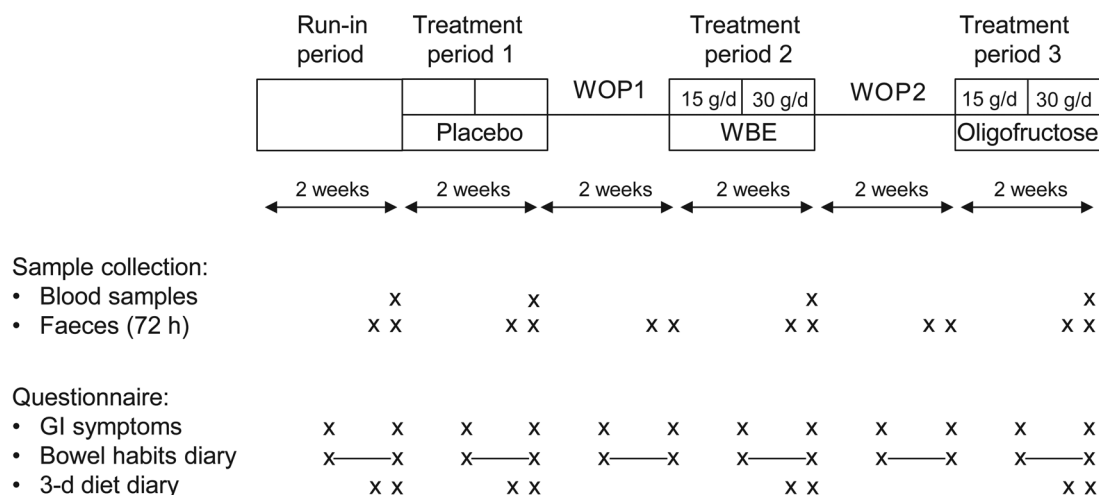 Run-in period
Treatment period 1
Treatment period 2
Treatment period 3
WOP1
15 g/d
30 g/d
WOP2
15 g/d
30 g/d
Placebo
WBE
Oligofructose
2 weeks
2 weeks
2 weeks
2 weeks
2 weeks
2 weeks
Sample collection:
• Blood samples x x x x
• Faeces (72 h) x x x x x x x x x x x x
Questionnaire:
• GI symptoms x x x x x x x x x x x x
• Bowel habits diary x x x x x x x x x x x x
• 3-d diet diary x x x x x x x x